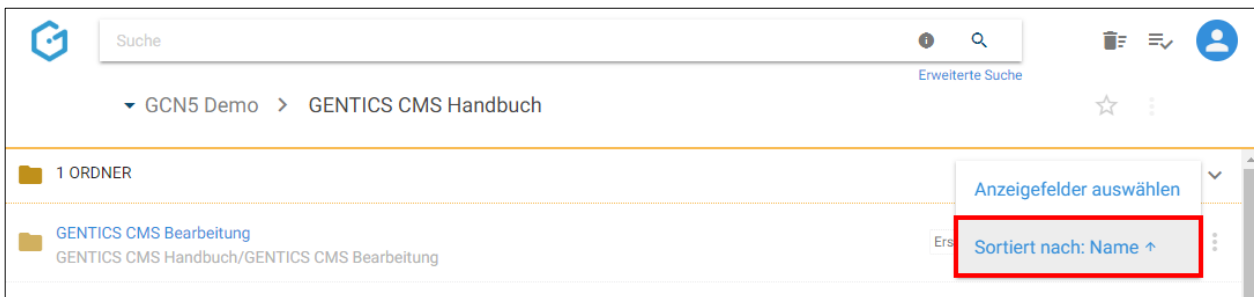 Suche
Erweiterte Suche
GCN5 Demo > GENTICS CMS Handbuch
1 ORDNER
Anzeigefelder auswählen
GENTICS CMS Bearbeitung
Ers
Sortiert nach: Name ↑
GENTICS CMS Handbuch/GENTICS CMS Bearbeitung